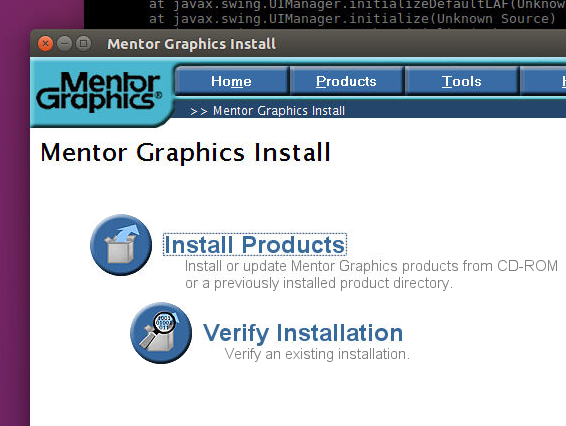 at javax.swing.UIManager.initializeDefaultLAF(Unknow
at javax.swing.UIManager.initialize(Unknown Source)
Mentor Graphics Install
Mentor Graphics®
Home Products Tools
>> Mentor Graphics Install
Mentor Graphics Install
Install Products
Install or update Mentor Graphics products from CD-ROM
or a previously installed product directory.
Verify Installation
Verify an existing installation.